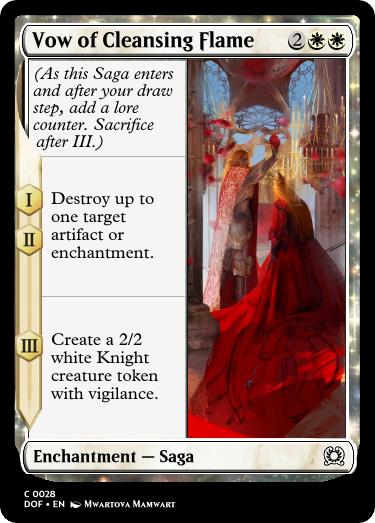 Vow of Cleansing Flame 2
(As this Saga enters
and after your draw
step, add a lore
counter. Sacrifice
after III.)
I
II
Destroy up to
one target
artifact or
enchantment.
III
Create a 2/2
white Knight
creature token
with vigilance.
Enchantment — Saga
C 0028
DOF • EN Mwartova Mamwart